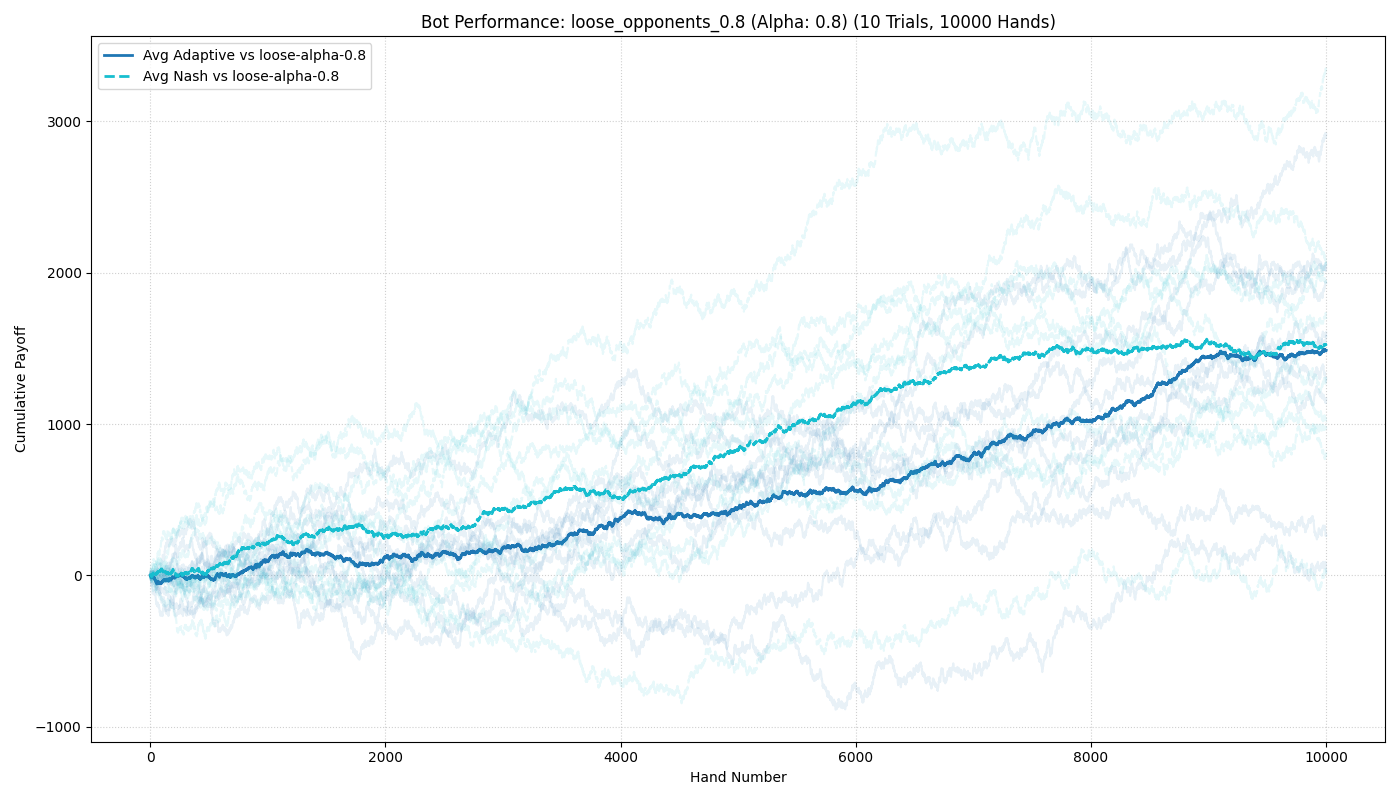 Bot Performance: loose_opponents_0.8 (Alpha: 0.8) (10 Trials, 10000 Hands)
Avg Adaptive vs loose-alpha-0.8
Avg Nash vs loose-alpha-0.8
3000
2000
1000
0
−1000
Cumulative Payoff
0 2000 4000 6000 8000 10000
Hand Number